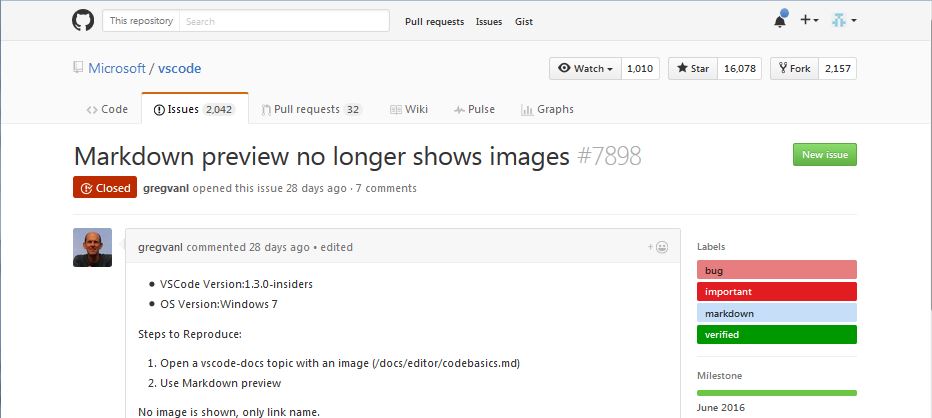 This repository Search Pull requests Issues Gist
Microsoft / vscode Watch 1,010 Star 16,078 Fork 2,157
Code Issues 2,042 Pull requests 32 Wiki Pulse Graphs
Markdown preview no longer shows images #7898 New issue
Closed gregvanl opened this issue 28 days ago · 7 comments
gregvanl commented 28 days ago • edited
Labels
bug
important
markdown
verified
Milestone
June 2016
• VSCode Version:1.3.0-insiders
• OS Version:Windows 7
Steps to Reproduce:
1. Open a vscode-docs topic with an image (/docs/editor/codebasics.md)
2. Use Markdown preview
No image is shown, only link name.